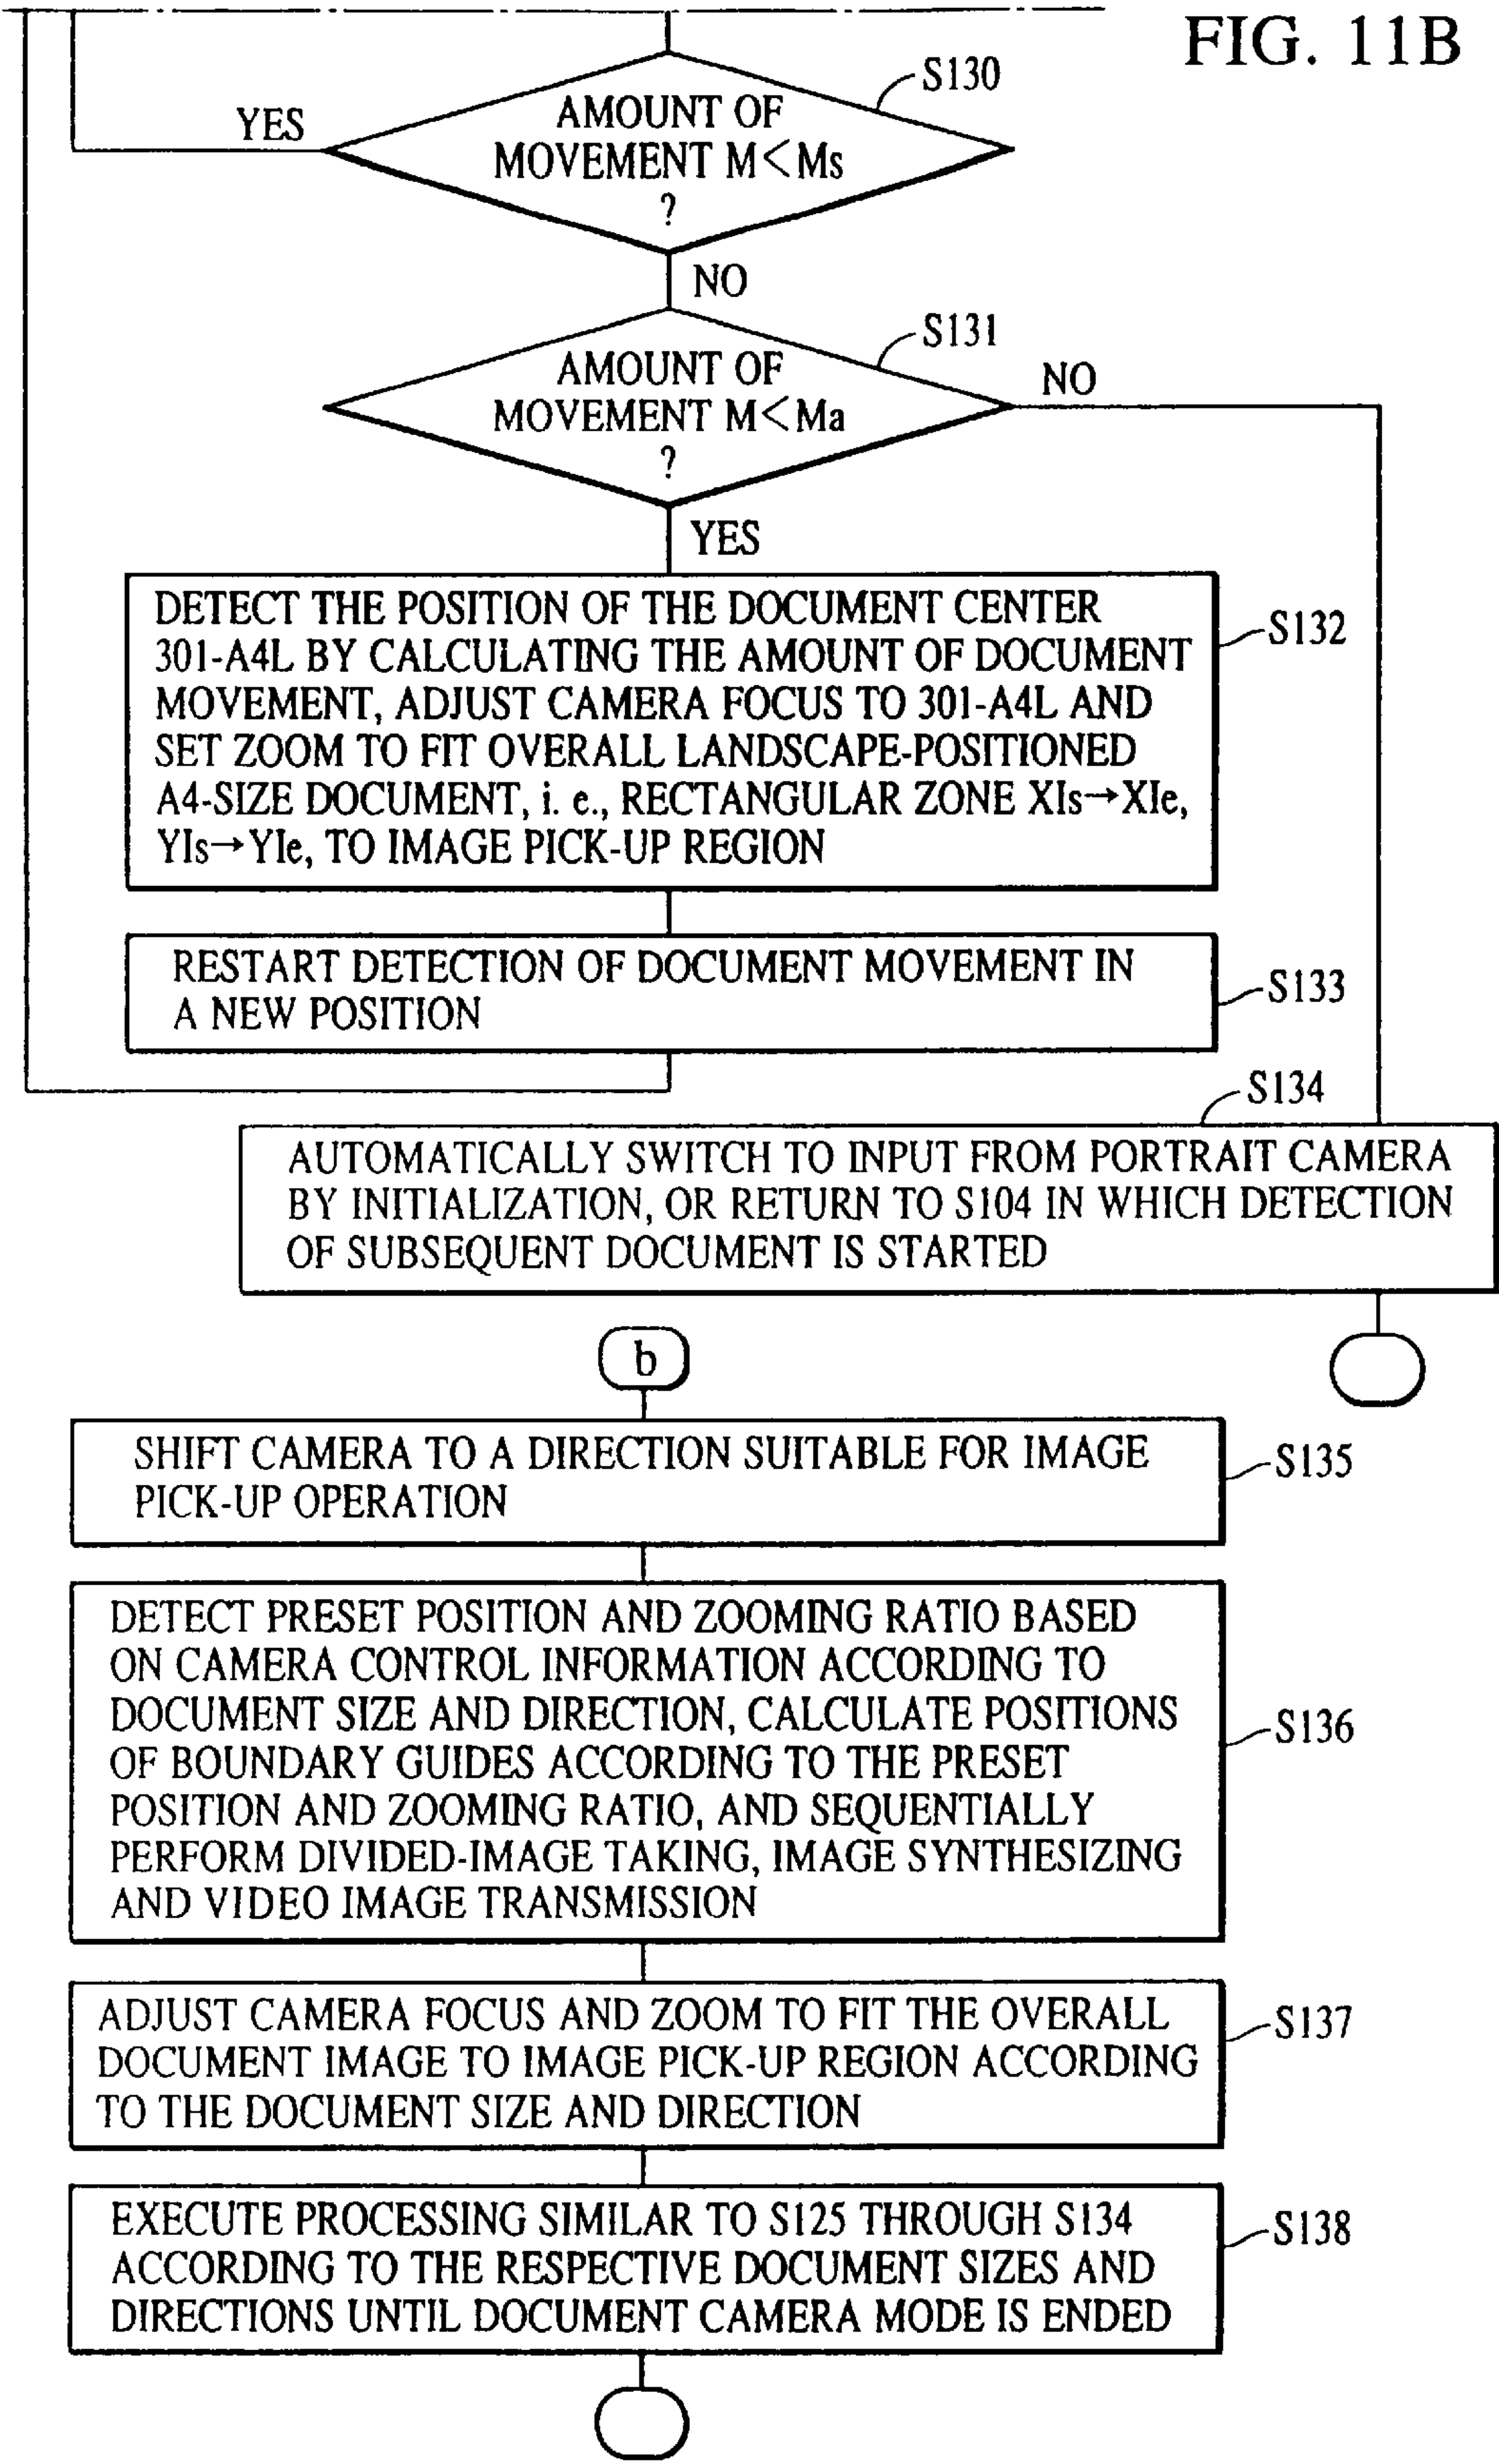 FIG. 11B
S130
YES
AMOUNT OF
MOVEMENT M<Ms
?
NO
S131
AMOUNT OF
MOVEMENT M<Ma
?
NO
YES
DETECT THE POSITION OF THE DOCUMENT CENTER
301-A4L BY CALCULATING THE AMOUNT OF DOCUMENT
MOVEMENT, ADJUST CAMERA FOCUS TO 301-A4L AND
SET ZOOM TO FIT OVERALL LANDSCAPE-POSITIONED
A4-SIZE DOCUMENT, i. e., RECTANGULAR ZONE XIs→XIe,
YIs→YIe, TO IMAGE PICK-UP REGION
S132
RESTART DETECTION OF DOCUMENT MOVEMENT IN
A NEW POSITION
S133
S134
AUTOMATICALLY SWITCH TO INPUT FROM PORTRAIT CAMERA
BY INITIALIZATION, OR RETURN TO S104 IN WHICH DETECTION
OF SUBSEQUENT DOCUMENT IS STARTED
b
SHIFT CAMERA TO A DIRECTION SUITABLE FOR IMAGE
PICK-UP OPERATION
S135
DETECT PRESET POSITION AND ZOOMING RATIO BASED
ON CAMERA CONTROL INFORMATION ACCORDING TO
DOCUMENT SIZE AND DIRECTION, CALCULATE POSITIONS
OF BOUNDARY GUIDES ACCORDING TO THE PRESET
POSITION AND ZOOMING RATIO, AND SEQUENTIALLY
PERFORM DIVIDED-IMAGE TAKING, IMAGE SYNTHESIZING
AND VIDEO IMAGE TRANSMISSION
S136
ADJUST CAMERA FOCUS AND ZOOM TO FIT THE OVERALL
DOCUMENT IMAGE TO IMAGE PICK-UP REGION ACCORDING
TO THE DOCUMENT SIZE AND DIRECTION
S137
EXECUTE PROCESSING SIMILAR TO S125 THROUGH S134
ACCORDING TO THE RESPECTIVE DOCUMENT SIZES AND
DIRECTIONS UNTIL DOCUMENT CAMERA MODE IS ENDED
S138